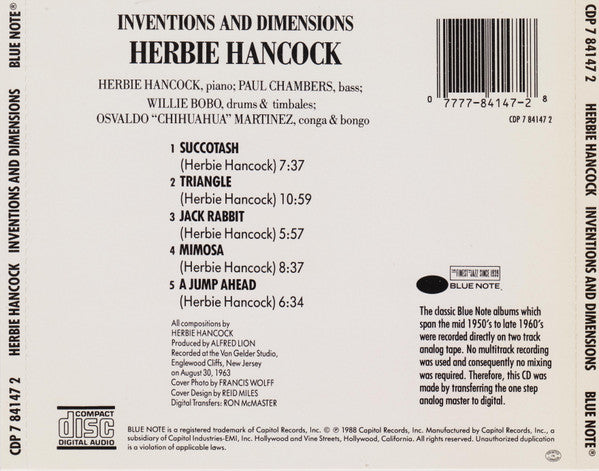 INVENTIONS AND DIMENSIONS
HERBIE HANCOCK
HERBIE HANCOCK, piano; PAUL CHAMBERS, bass;
WILLIE BOBO, drums & timbales;
OSVALDO “CHIHUAHUA” MARTINEZ, conga & bongo
0 7777-84147-2 8
CDP 7 84147 2
1 SUCCOTASH
(Herbie Hancock) 7:37
2 TRIANGLE
(Herbie Hancock) 10:59
3 JACK RABBIT
(Herbie Hancock) 5:57
4 MIMOSA
(Herbie Hancock) 8:37
5 A JUMP AHEAD
(Herbie Hancock) 6:34
All compositions by
HERBIE HANCOCK
Produced by ALFRED LION
Recorded at the Van Gelder Studio,
Englewood Cliffs, New Jersey
on August 30, 1963
Cover Photo by FRANCIS WOLFF
Cover Design by REID MILES
Digital Transfers: RON McMASTER
THE FINEST IN JAZZ SINCE 1939
BLUE NOTE
The classic Blue Note albums which
span the mid 1950's to late 1960's
were recorded directly on two track
analog tape. No multitrack recording
was used and consequently no mixing
was required. Therefore, this CD was
made by transferring the one step
analog master to digital.
COMPACT
disc
DIGITAL AUDIO
BLUE NOTE is a registered trademark of Capitol Records, Inc. © ℗ 1988 Capitol Records, Inc. Manufactured by Capitol Records, Inc., a
subsidiary of Capitol Industries-EMI, Inc. Hollywood and Vine Streets, Hollywood, California. All rights reserved. Unauthorized duplication
is a violation of applicable laws.
CDP 7 84147 2 HERBIE HANCOCK INVENTIONS AND DIMENSIONS BLUE NOTE®
CDP 7 84147 2 HERBIE HANCOCK INVENTIONS AND DIMENSIONS BLUE NOTE®